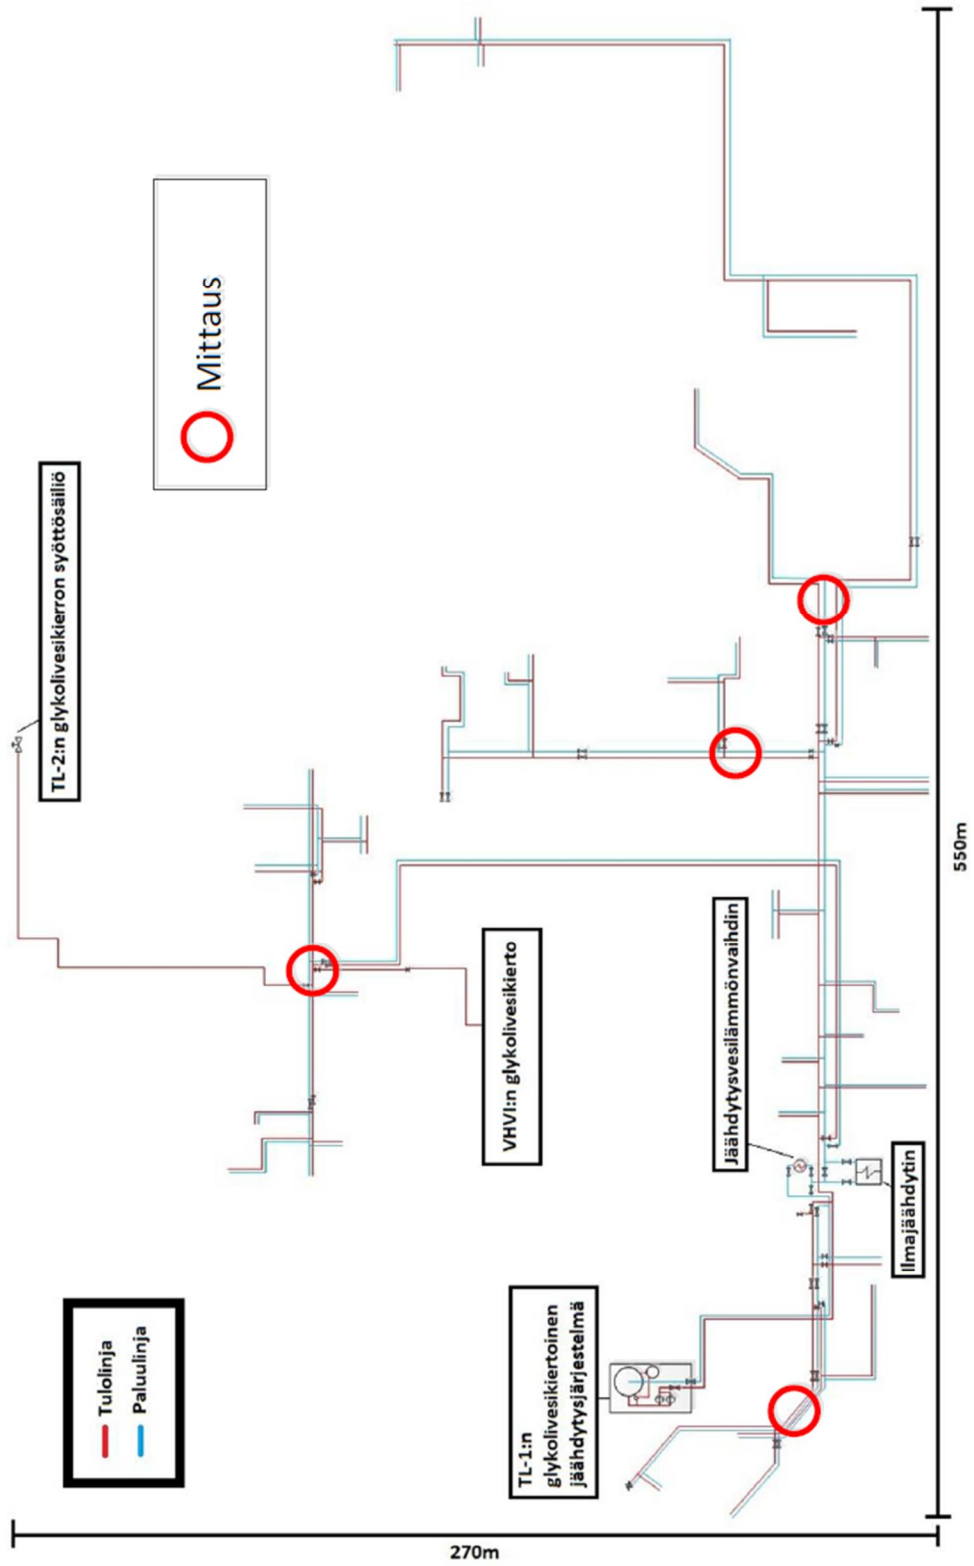 TL-2:n glykolivesikierron syöttösäiliö
Mittaus
VHVI:n glykolivesikierto
Jäähdytysvesilämmönvaihdin
Ilmajäähdytin
TL-1:n
glykolivesikiertoinen
jäähdytysjärjestelmä
Tulolinja
Paluulinja
550m
270m